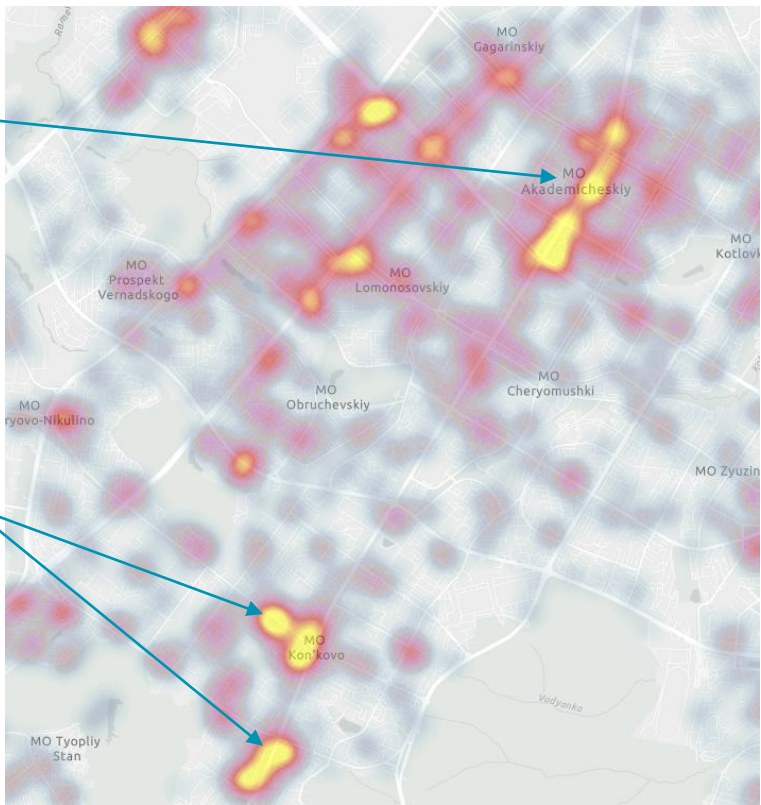 MO
Gagarinskiy
MO
Akademicheskiy
MO
Kotlovk
MO
Prospekt
Vernadskogo
MO
Lomonosovskiy
MO
Obruchevskiy
MO
Cheryomushki
MO
ryovo-Nikulino
MO Zyuzin
MO
Kon'kovo
Vodyanka
MO Tyopliy
Stan